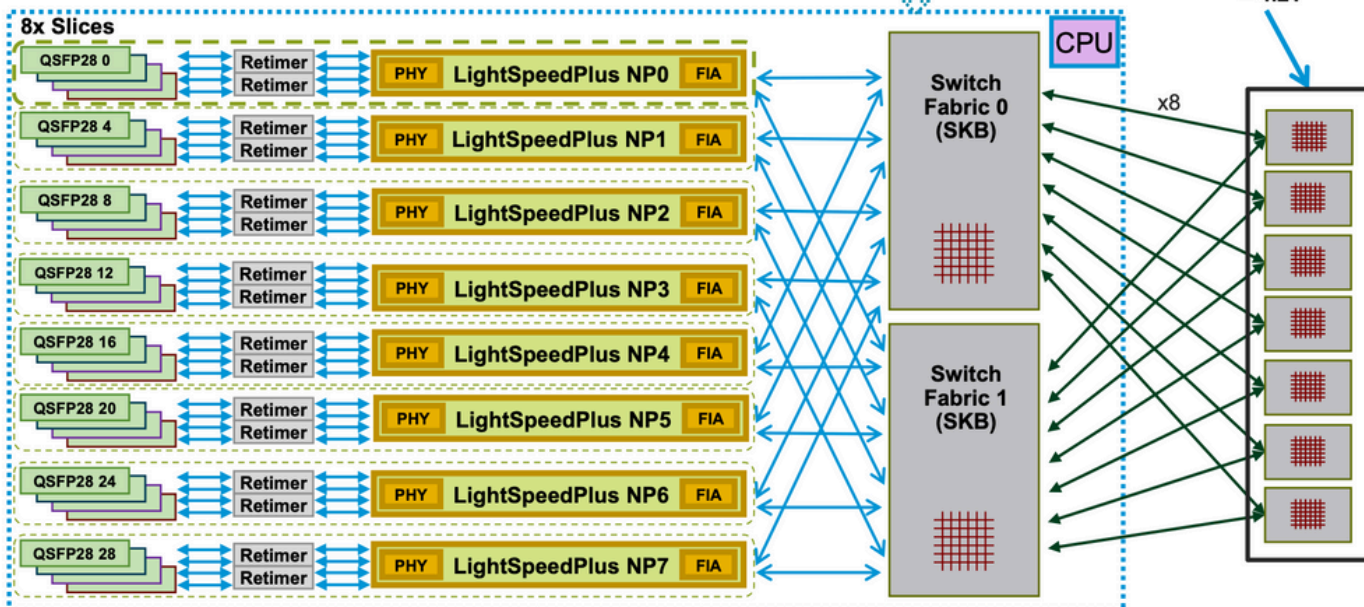 8x Slices
CPU
QSFP28 0
Retimer
Retimer
PHY
LightSpeedPlus NP0
FIA
QSFP28 4
Retimer
Retimer
PHY
LightSpeedPlus NP1
FIA
QSFP28 8
Retimer
Retimer
PHY
LightSpeedPlus NP2
FIA
QSFP28 12
Retimer
Retimer
PHY
LightSpeedPlus NP3
FIA
QSFP28 16
Retimer
Retimer
PHY
LightSpeedPlus NP4
FIA
QSFP28 20
Retimer
Retimer
PHY
LightSpeedPlus NP5
FIA
QSFP28 24
Retimer
Retimer
PHY
LightSpeedPlus NP6
FIA
QSFP28 28
Retimer
Retimer
PHY
LightSpeedPlus NP7
FIA
Switch
Fabric 0
(SKB)
Switch
Fabric 1
(SKB)
x8